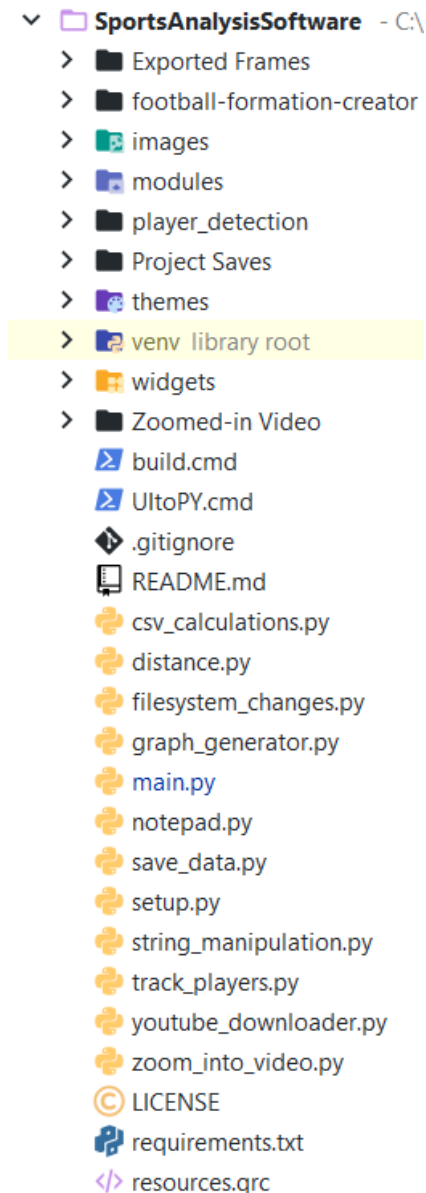 SportsAnalysisSoftware - C:\
Exported Frames
football-formation-creator
images
modules
player_detection
Project Saves
themes
venv library root
widgets
Zoomed-in Video
build.cmd
UItoPY.cmd
.gitignore
README.md
csv_calculations.py
distance.py
filesystem_changes.py
graph_generator.py
main.py
notepad.py
save_data.py
setup.py
string_manipulation.py
track_players.py
youtube_downloader.py
zoom_into_video.py
LICENSE
requirements.txt
resources.qrc